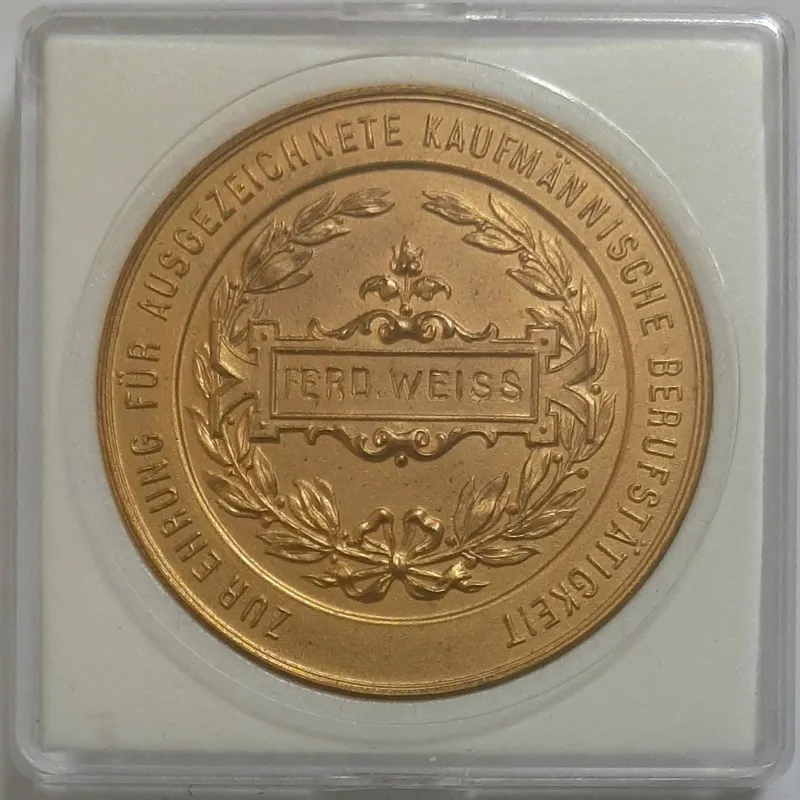 ZUR EHRUNG FÜR AUSGEZEICHNETE KAUFMÄNNISCHE BERUFSTÄTIGKEIT
FERD. WEISS